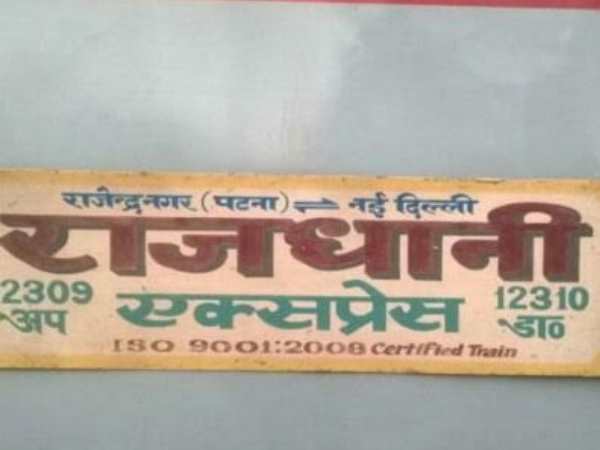 राजेन्द्रनगर (पटना) ⇌ नई दिल्ली
राजधानी
2309 एक्सप्रेस 12310
अप डा०
ISO 9001:2008 Certified Train